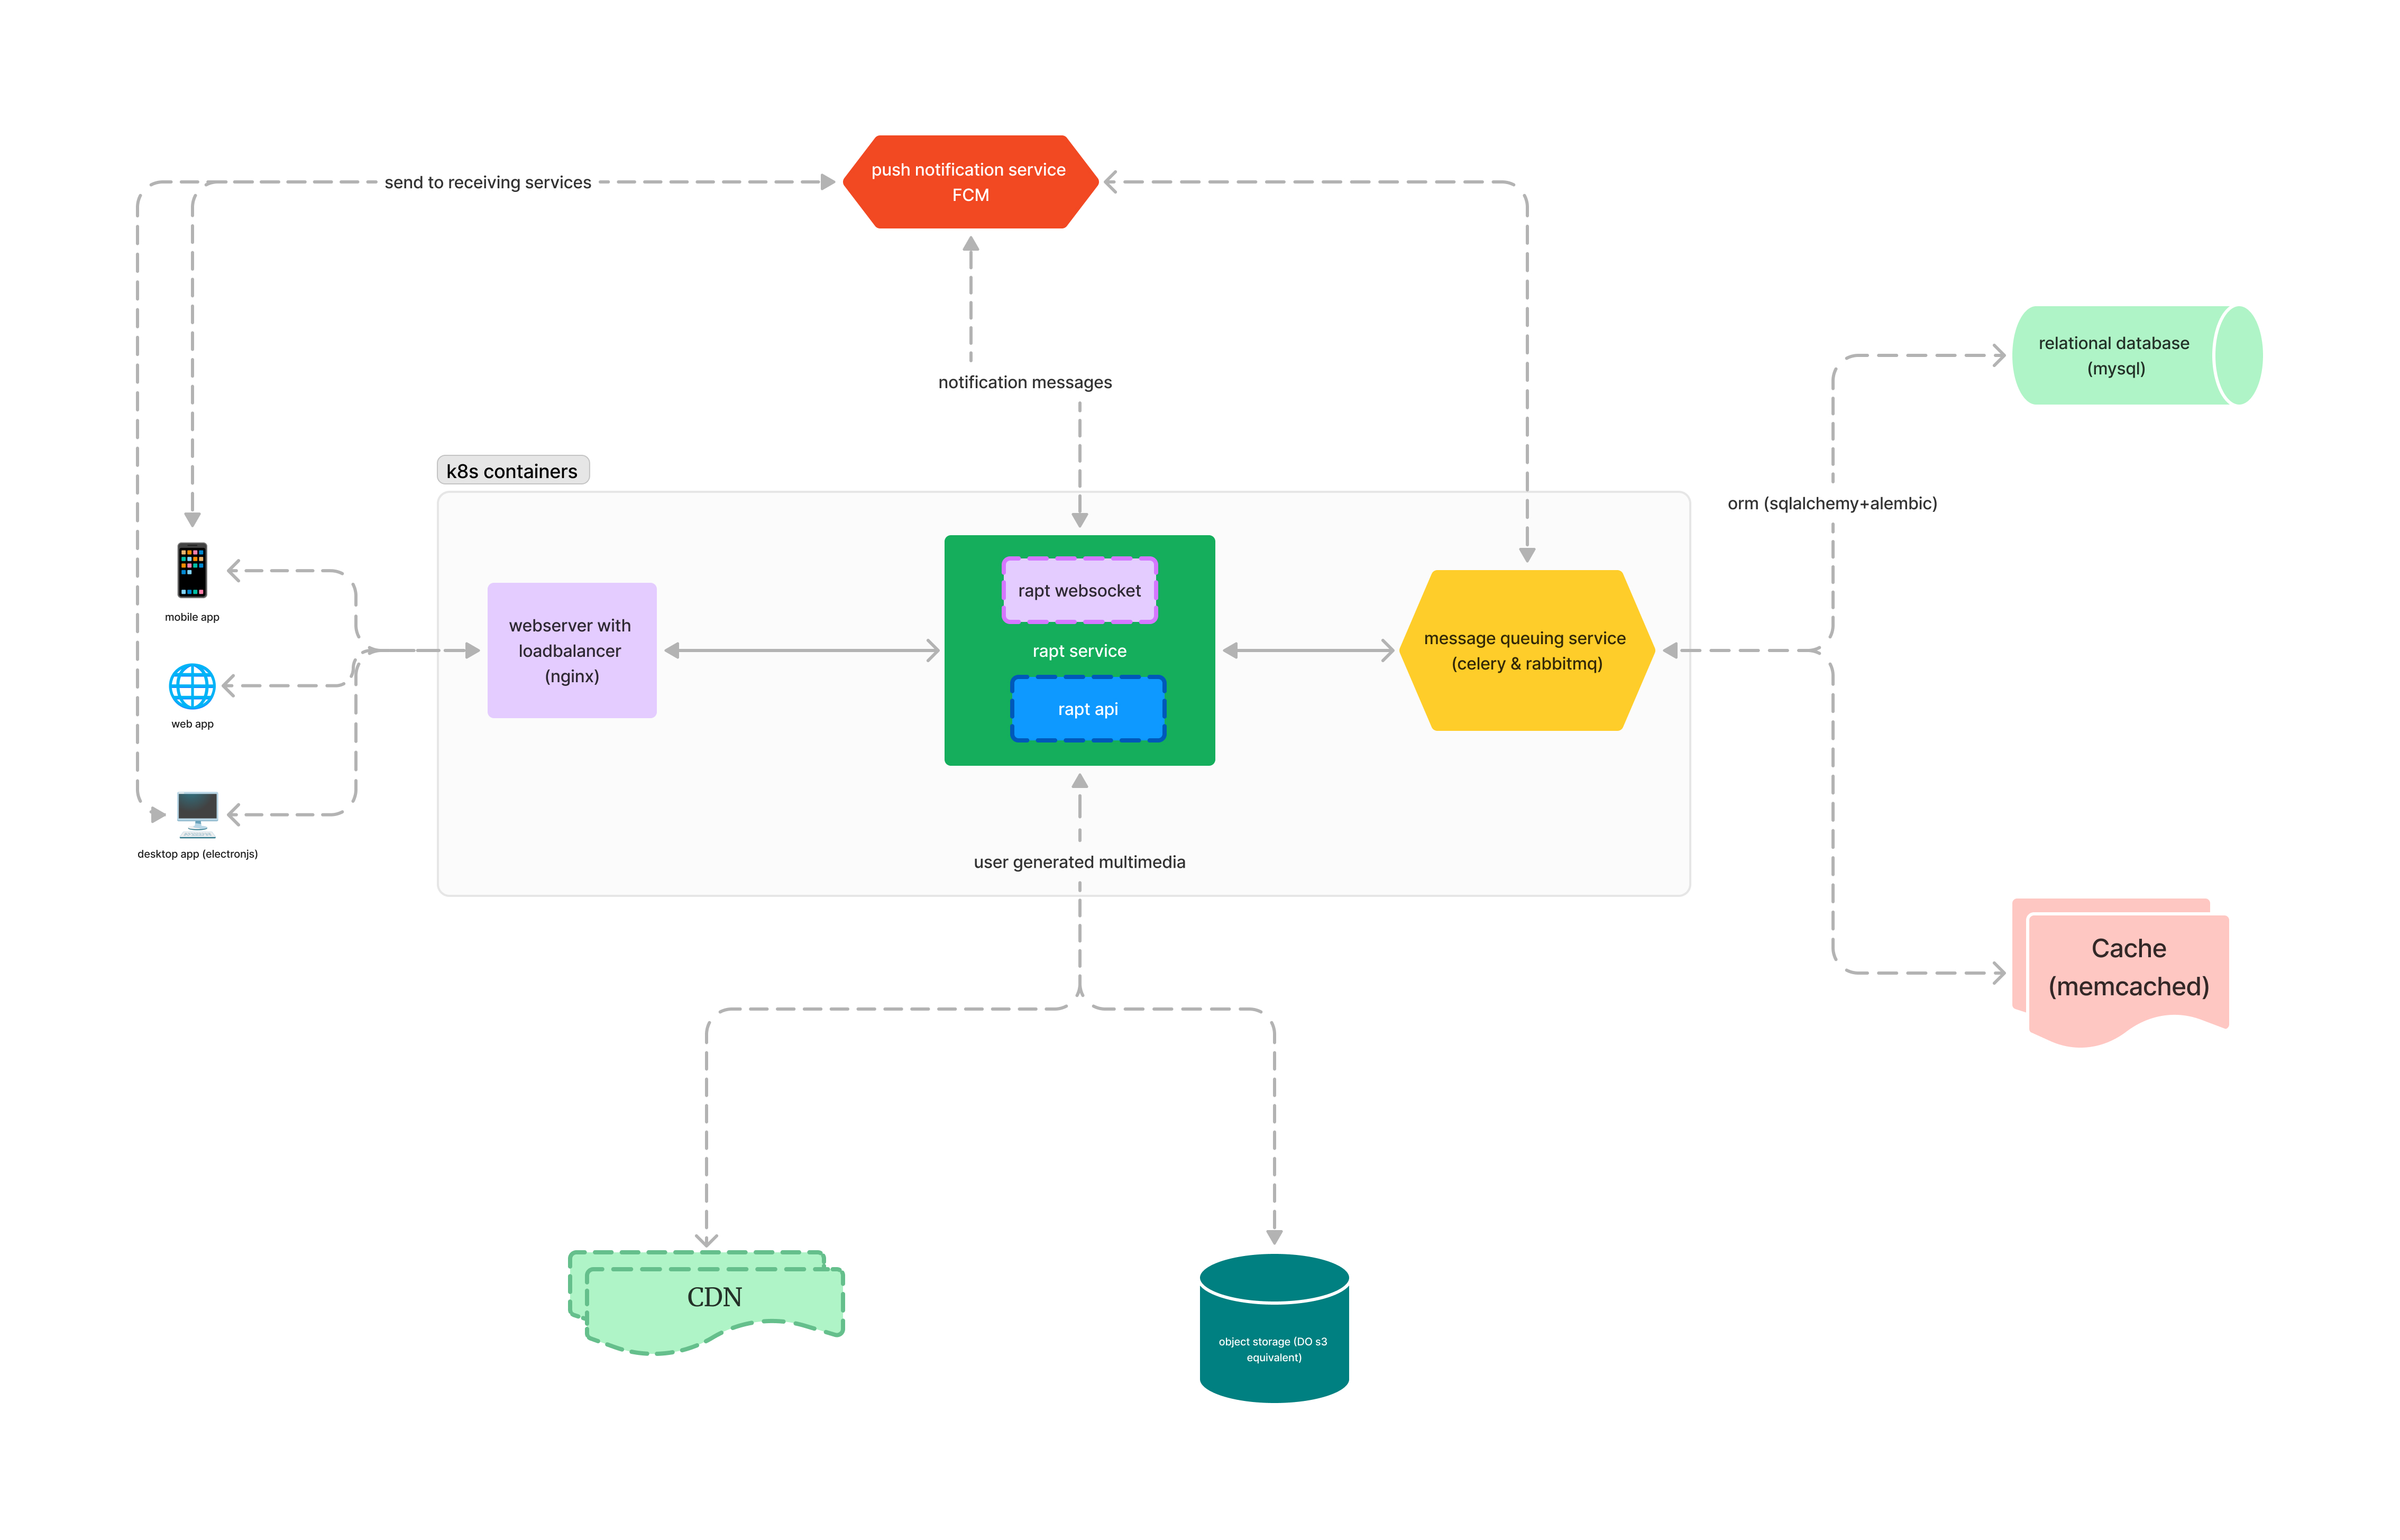 push notification service
FCM
send to receiving services
relational database
(mysql)
notification messages
k8s containers
orm (sqlalchemy+alembic)
mobile app
web app
desktop app (electronjs)
webserver with
loadbalancer
(nginx)
rapt websocket
rapt service
rapt api
message queuing service
(celery & rabbitmq)
user generated multimedia
Cache
(memcached)
CDN
object storage (DO s3
equivalent)